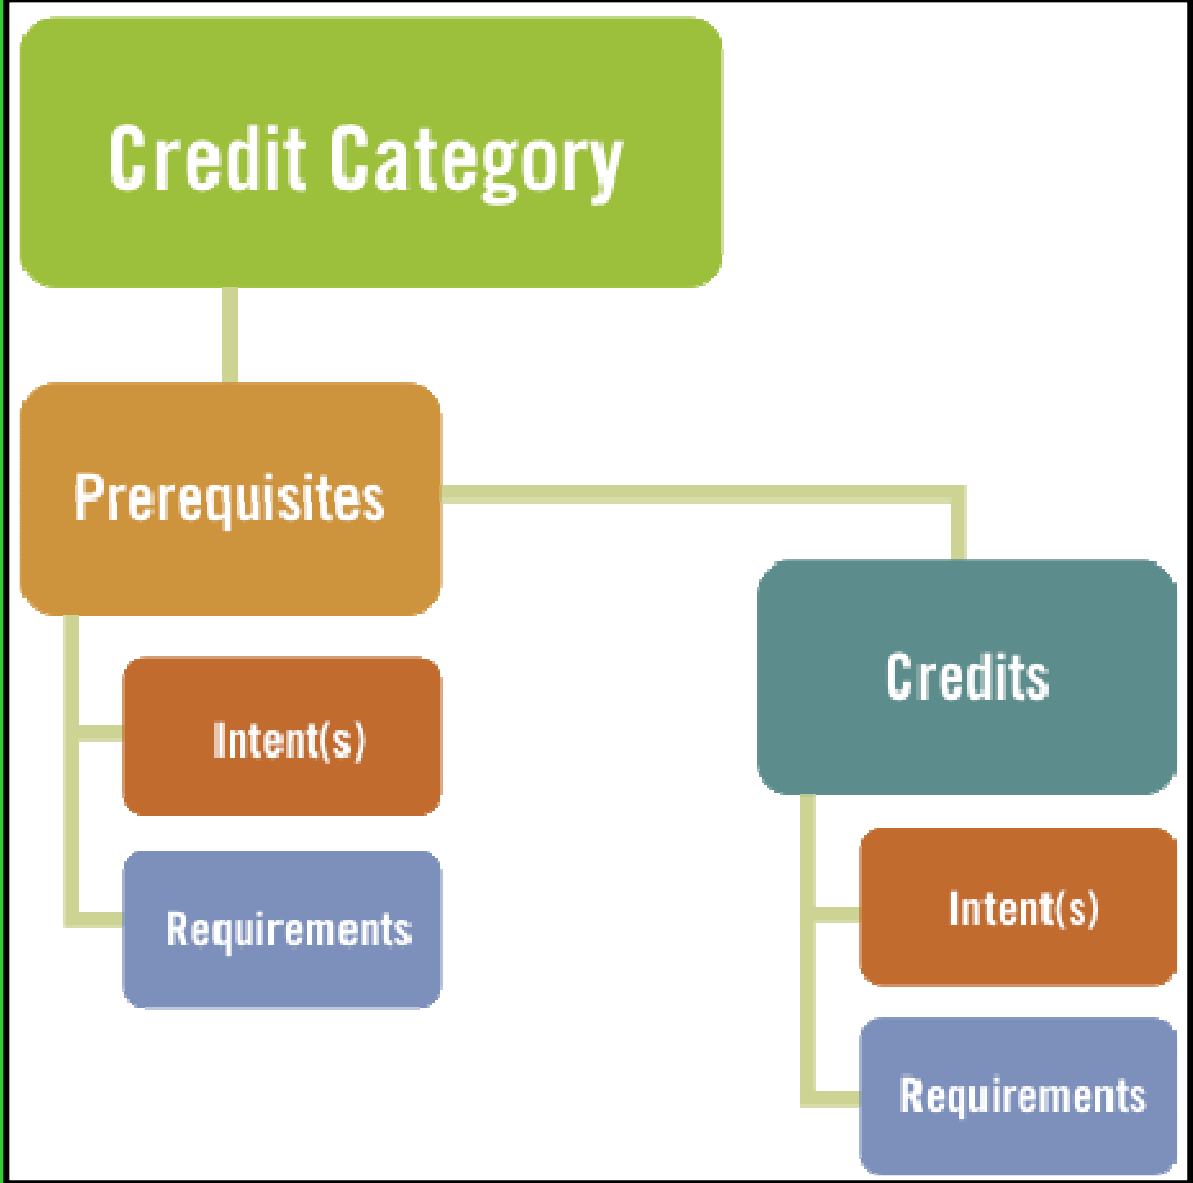 Credit Category
Prerequisites
Intent(s)
Requirements
Credits
Intent(s)
Requirements